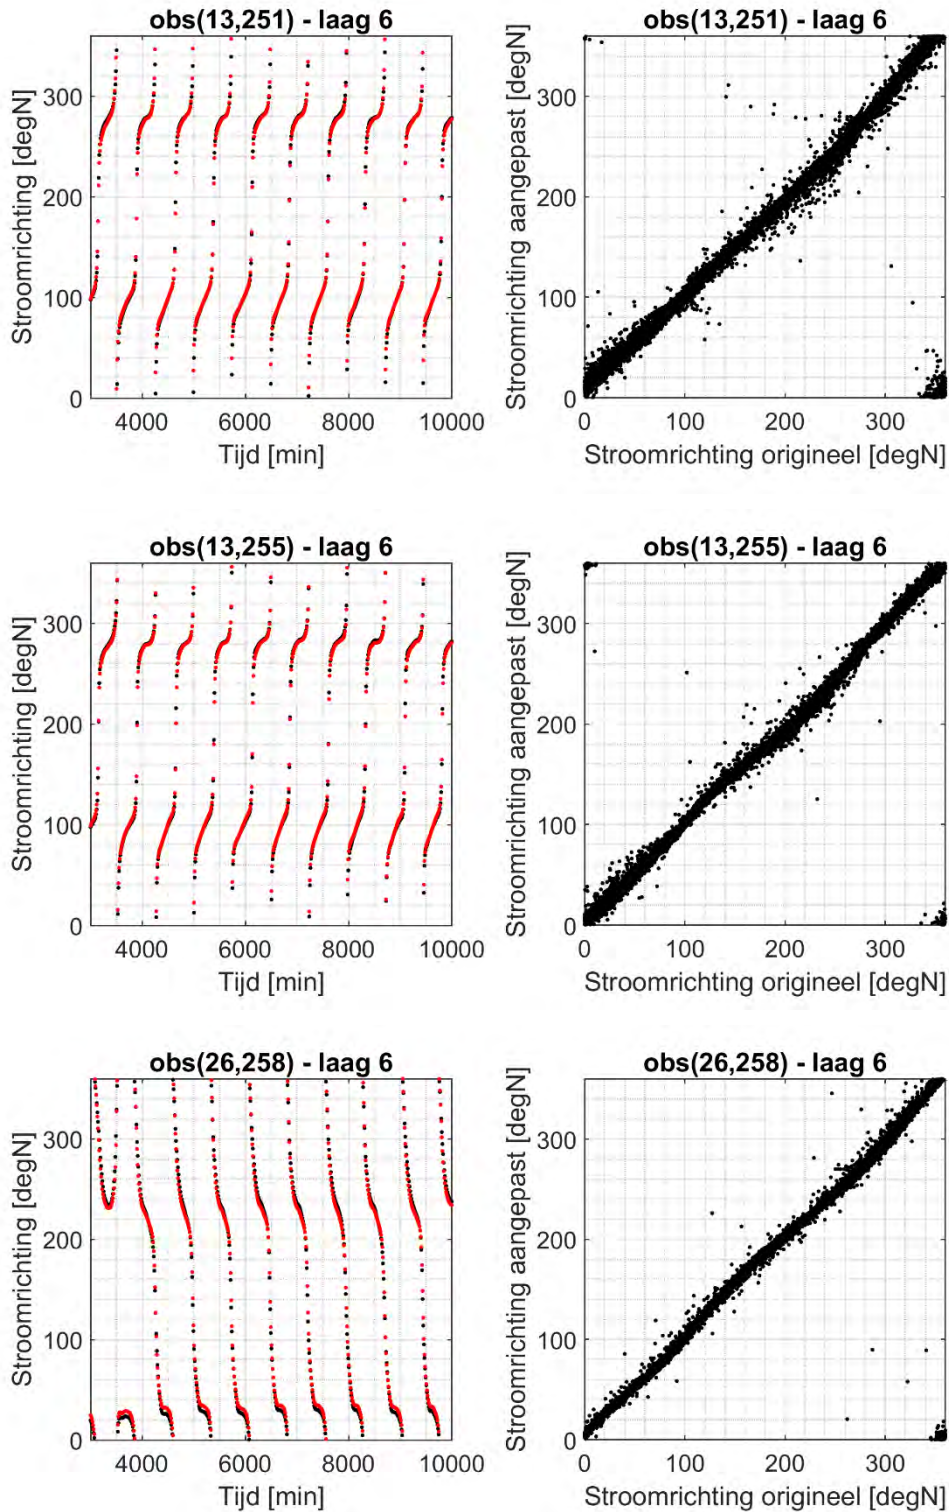 obs(13,251) - laag 6
Stroomrichting [degN]
300
200
100
0
4000 6000 8000 10000
Tijd [min]
obs(13,251) - laag 6
Stroomrichting aangepast [degN]
300
200
100
0
0 100 200 300
Stroomrichting origineel [degN]
obs(13,255) - laag 6
Stroomrichting [degN]
300
200
100
0
4000 6000 8000 10000
Tijd [min]
obs(13,255) - laag 6
Stroomrichting aangepast [degN]
300
200
100
0
0 100 200 300
Stroomrichting origineel [degN]
obs(26,258) - laag 6
Stroomrichting [degN]
300
200
100
0
4000 6000 8000 10000
Tijd [min]
obs(26,258) - laag 6
Stroomrichting aangepast [degN]
300
200
100
0
0 100 200 300
Stroomrichting origineel [degN]